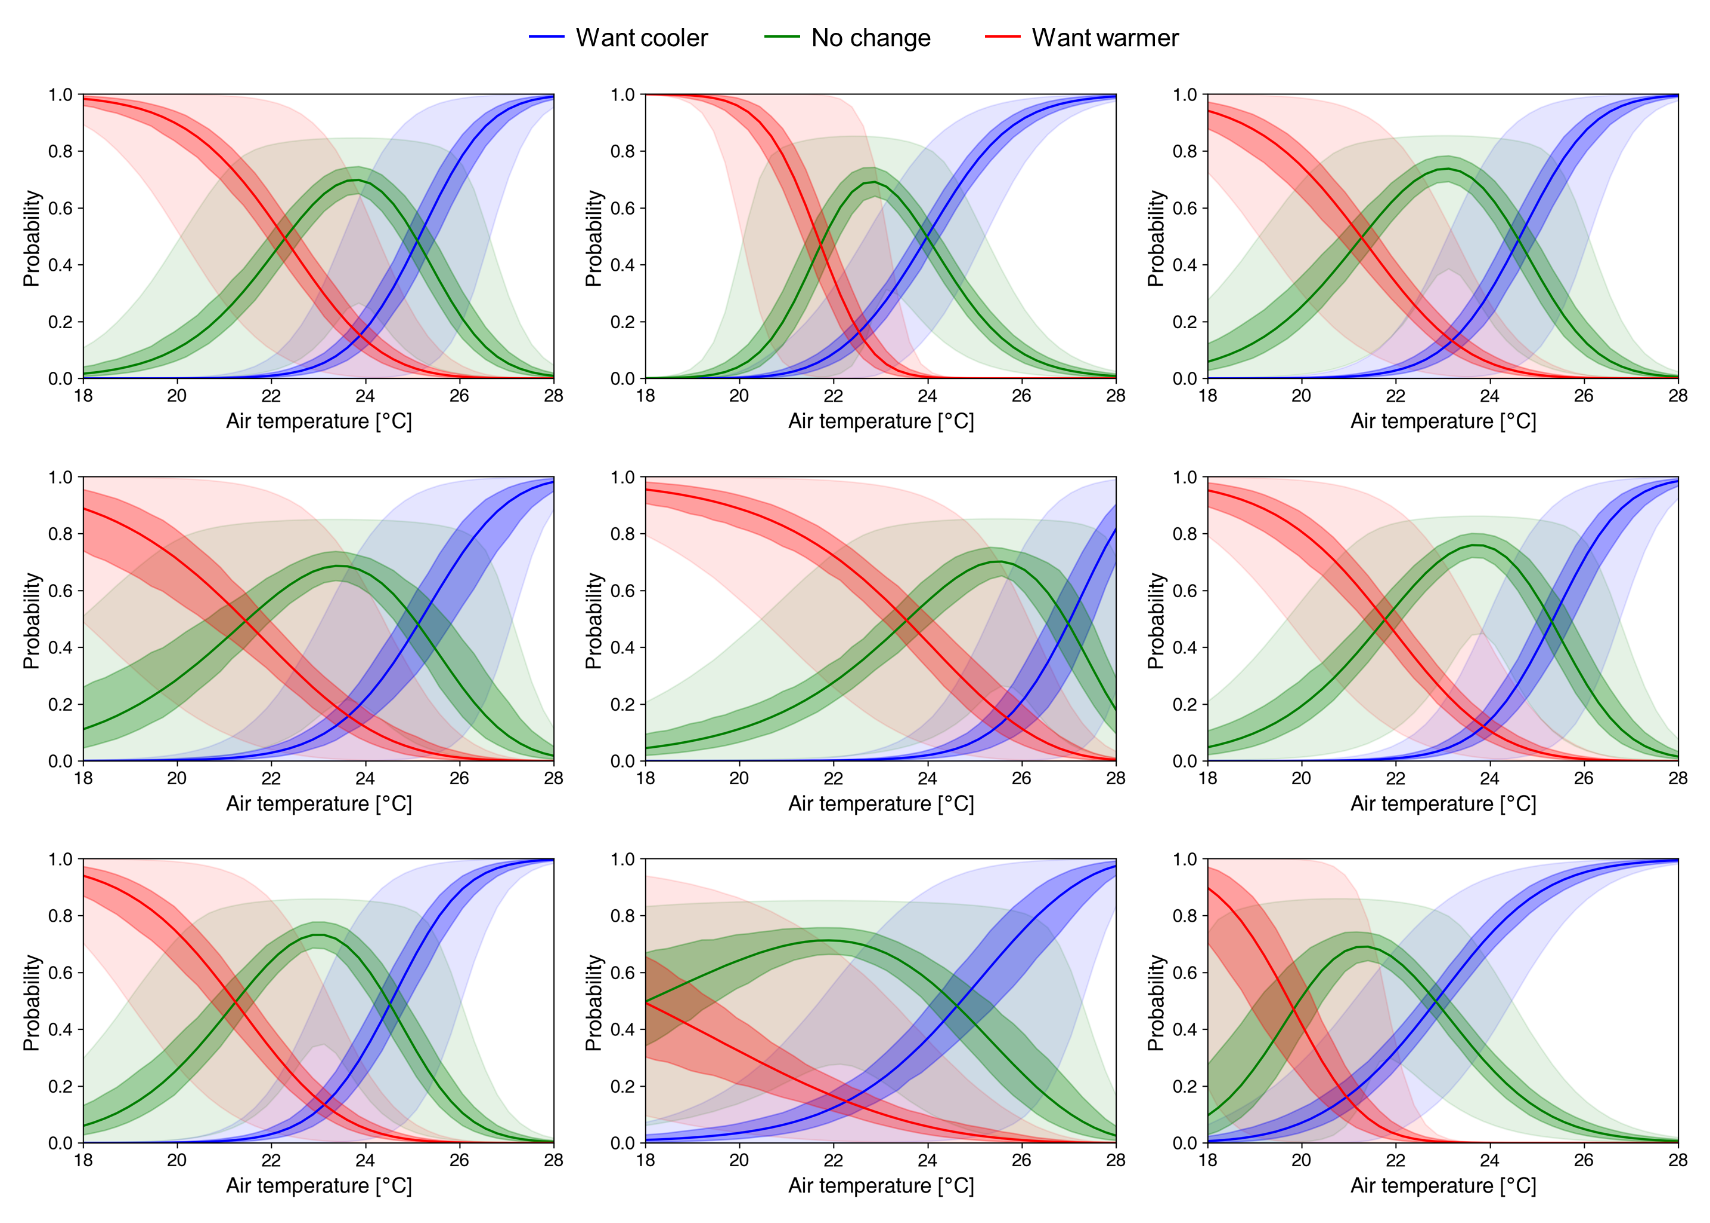 Want cooler No change Want warmer
1.0 0.8 0.6 0.4 0.2 0.0
Probability
18 20 22 24 26 28
Air temperature [°C]
1.0 0.8 0.6 0.4 0.2 0.0
Probability
18 20 22 24 26 28
Air temperature [°C]
1.0 0.8 0.6 0.4 0.2 0.0
Probability
18 20 22 24 26 28
Air temperature [°C]
1.0 0.8 0.6 0.4 0.2 0.0
Probability
18 20 22 24 26 28
Air temperature [°C]
1.0 0.8 0.6 0.4 0.2 0.0
Probability
18 20 22 24 26 28
Air temperature [°C]
1.0 0.8 0.6 0.4 0.2 0.0
Probability
18 20 22 24 26 28
Air temperature [°C]
1.0 0.8 0.6 0.4 0.2 0.0
Probability
18 20 22 24 26 28
Air temperature [°C]
1.0 0.8 0.6 0.4 0.2 0.0
Probability
18 20 22 24 26 28
Air temperature [°C]
1.0 0.8 0.6 0.4 0.2 0.0
Probability
18 20 22 24 26 28
Air temperature [°C]